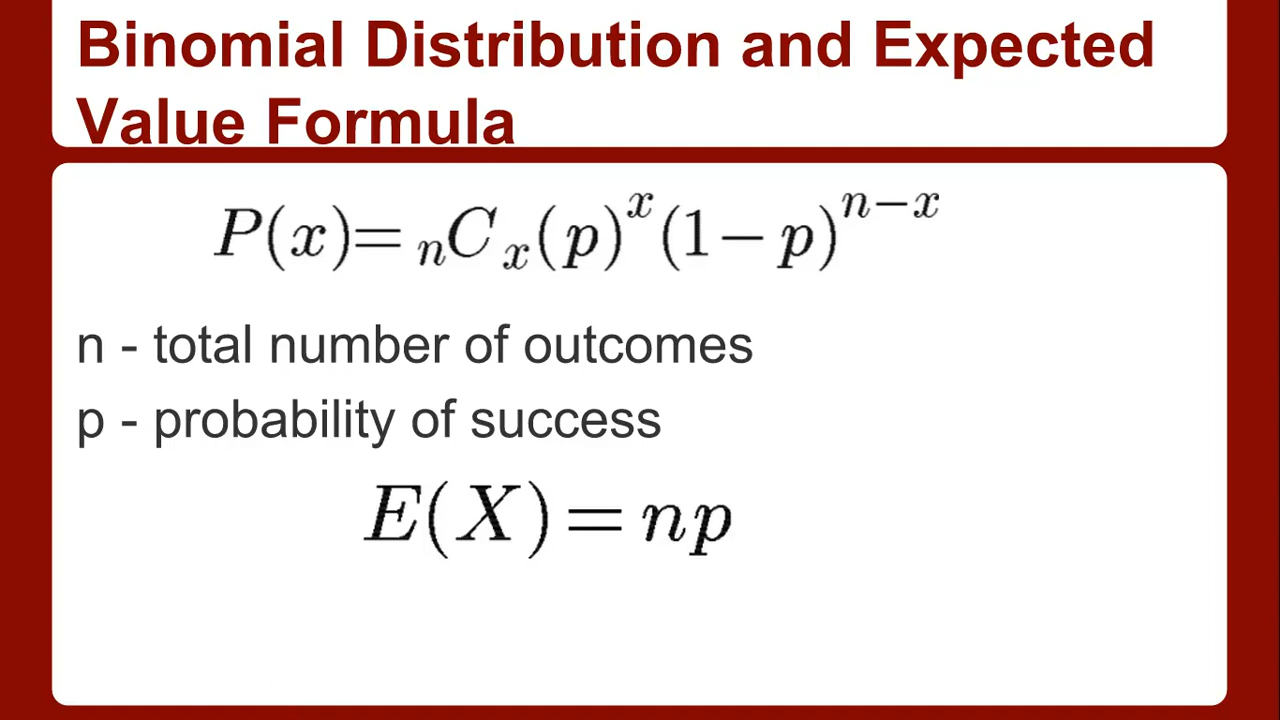 Binomial Distribution and Expected
Value Formula
P(x)= ₙCₓ(p)ˣ(1−p)ⁿ⁻ˣ
n - total number of outcomes
p - probability of success
E(X)=np